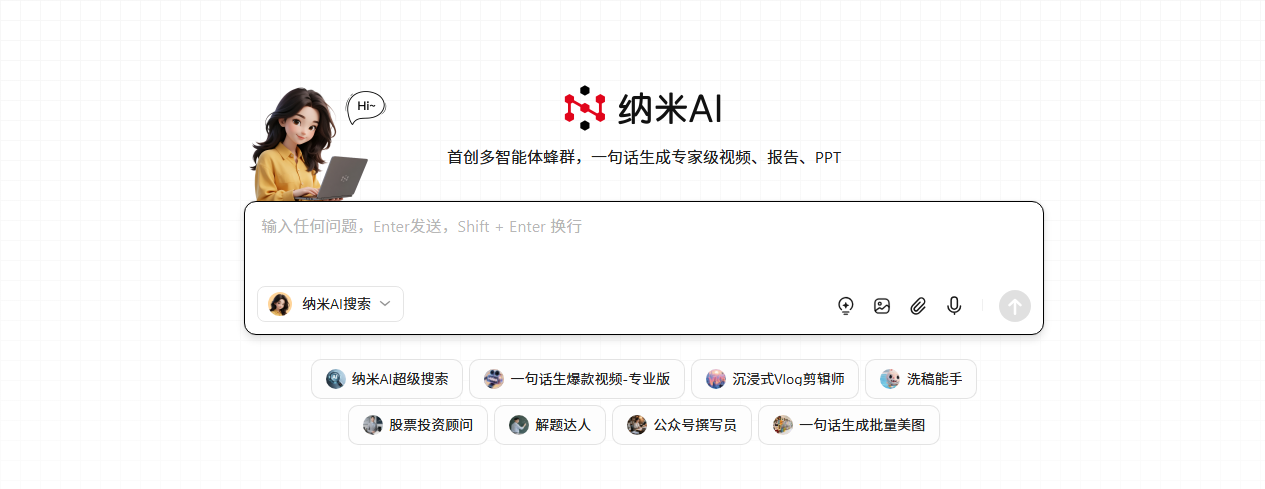 Hi~
纳米AI
首创多智能体蜂群，一句话生成专家级视频、报告、PPT
输入任何问题，Enter发送，Shift + Enter 换行
纳米AI搜索
纳米AI超级搜索 一句话生爆款视频-专业版 沉浸式Vlog剪辑师 洗稿能手
股票投资顾问 解题达人 公众号撰写员 一句话生成批量美图